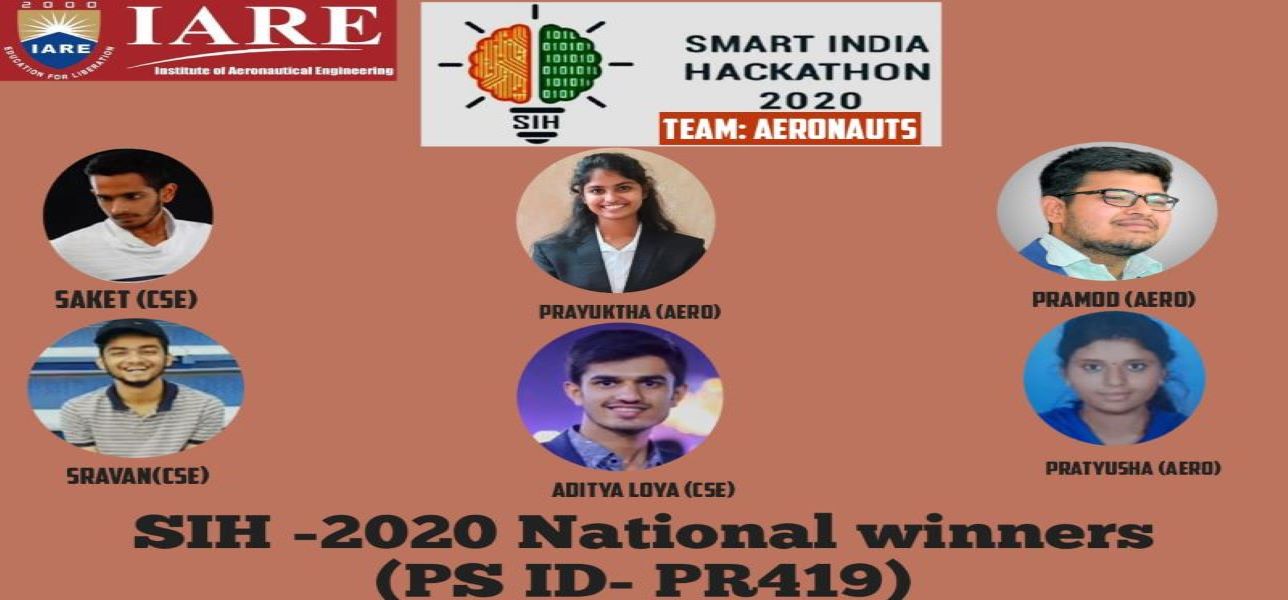 2000
IARE
EDUCATION FOR LIBERATION
IARE
Institute of Aeronautical Engineering
SIH
SMART INDIA
HACKATHON
2020
TEAM: AERONAUTS
SAKET (CSE)
PRAYUKTHA (AERO)
PRAMOD (AERO)
SRAVAN(CSE)
ADITYA LOYA (CSE)
PRATYUSHA (AERO)
SIH -2020 National winners
(PS ID- PR419)